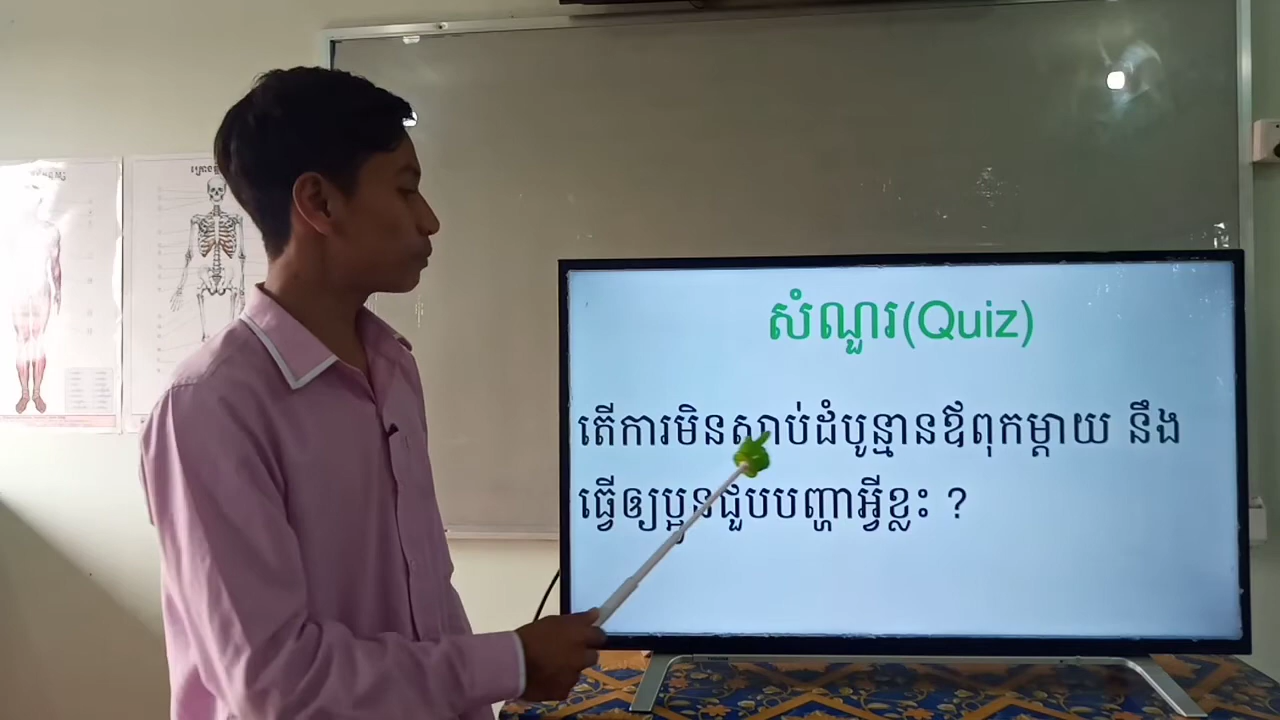 សំណួរ(Quiz)
តើការមិនស្ដាប់ដំបូន្មានឪពុកម្ដាយ នឹង
ធ្វើឲ្យប្អូនជួបបញ្ហាអ្វីខ្លះ ?